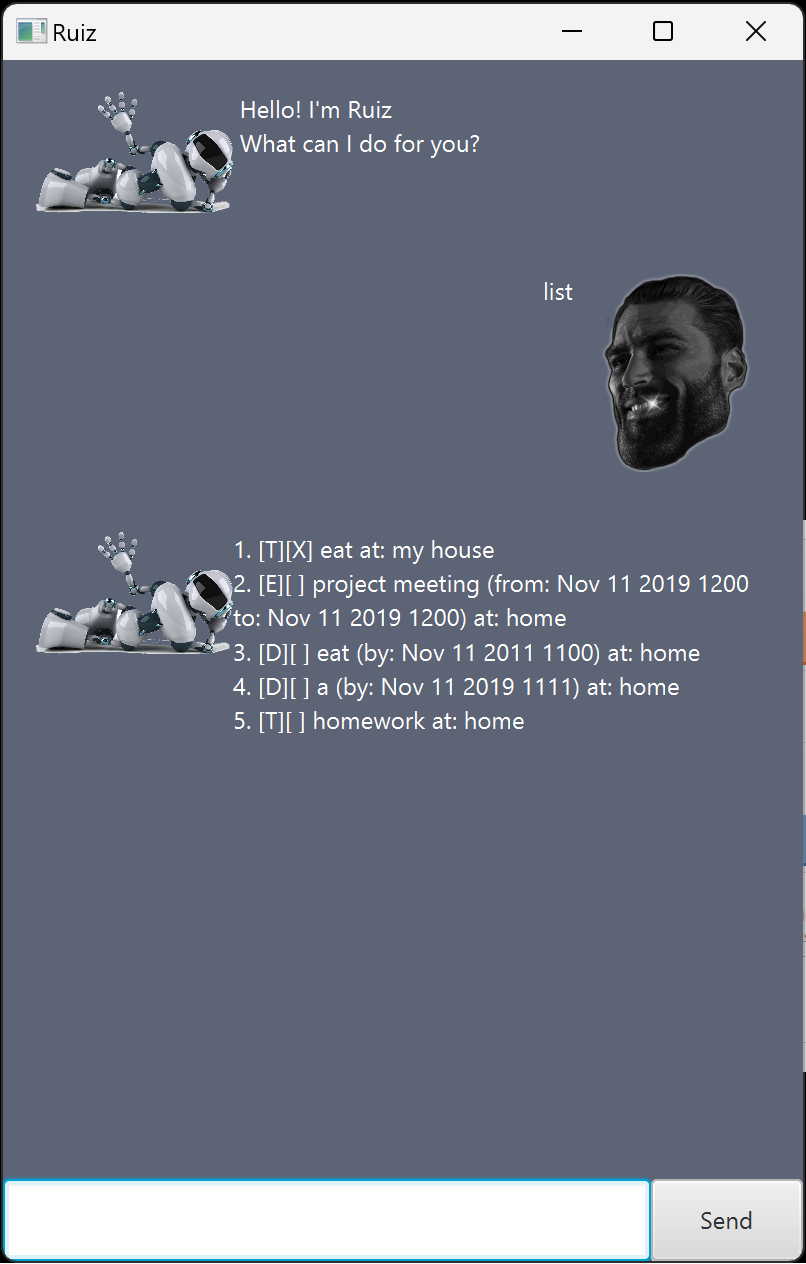 Ruiz
Hello! I'm Ruiz
What can I do for you?
list
1. [T][X] eat at: my house
2. [E][ ] project meeting (from: Nov 11 2019 1200
to: Nov 11 2019 1200) at: home
3. [D][ ] eat (by: Nov 11 2011 1100) at: home
4. [D][ ] a (by: Nov 11 2019 1111) at: home
5. [T][ ] homework at: home
Send